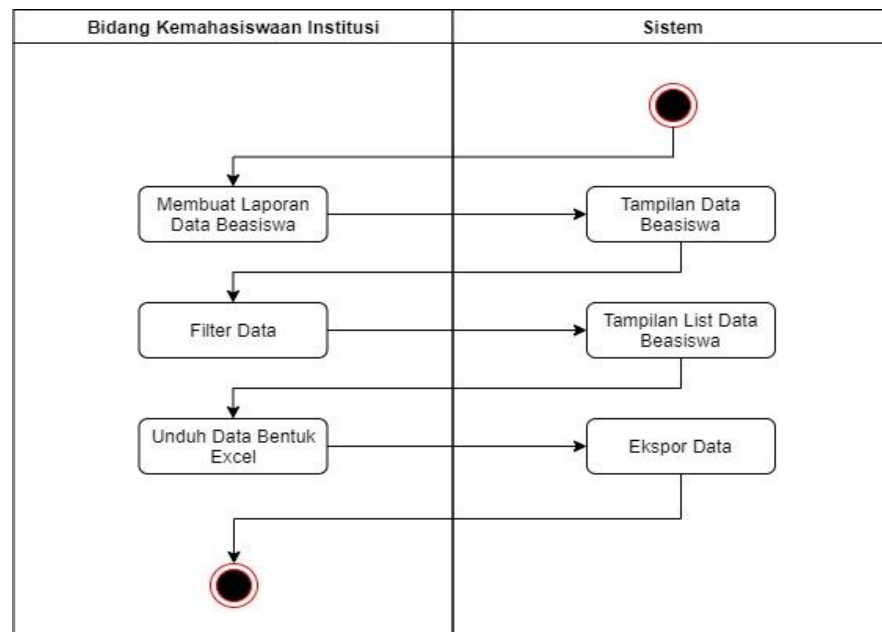 Bidang Kemahasiswaan Institusi
Sistem
Membuat Laporan
Data Beasiswa
Tampilan Data
Beasiswa
Filter Data
Tampilan List Data
Beasiswa
Unduh Data Bentuk
Excel
Ekspor Data